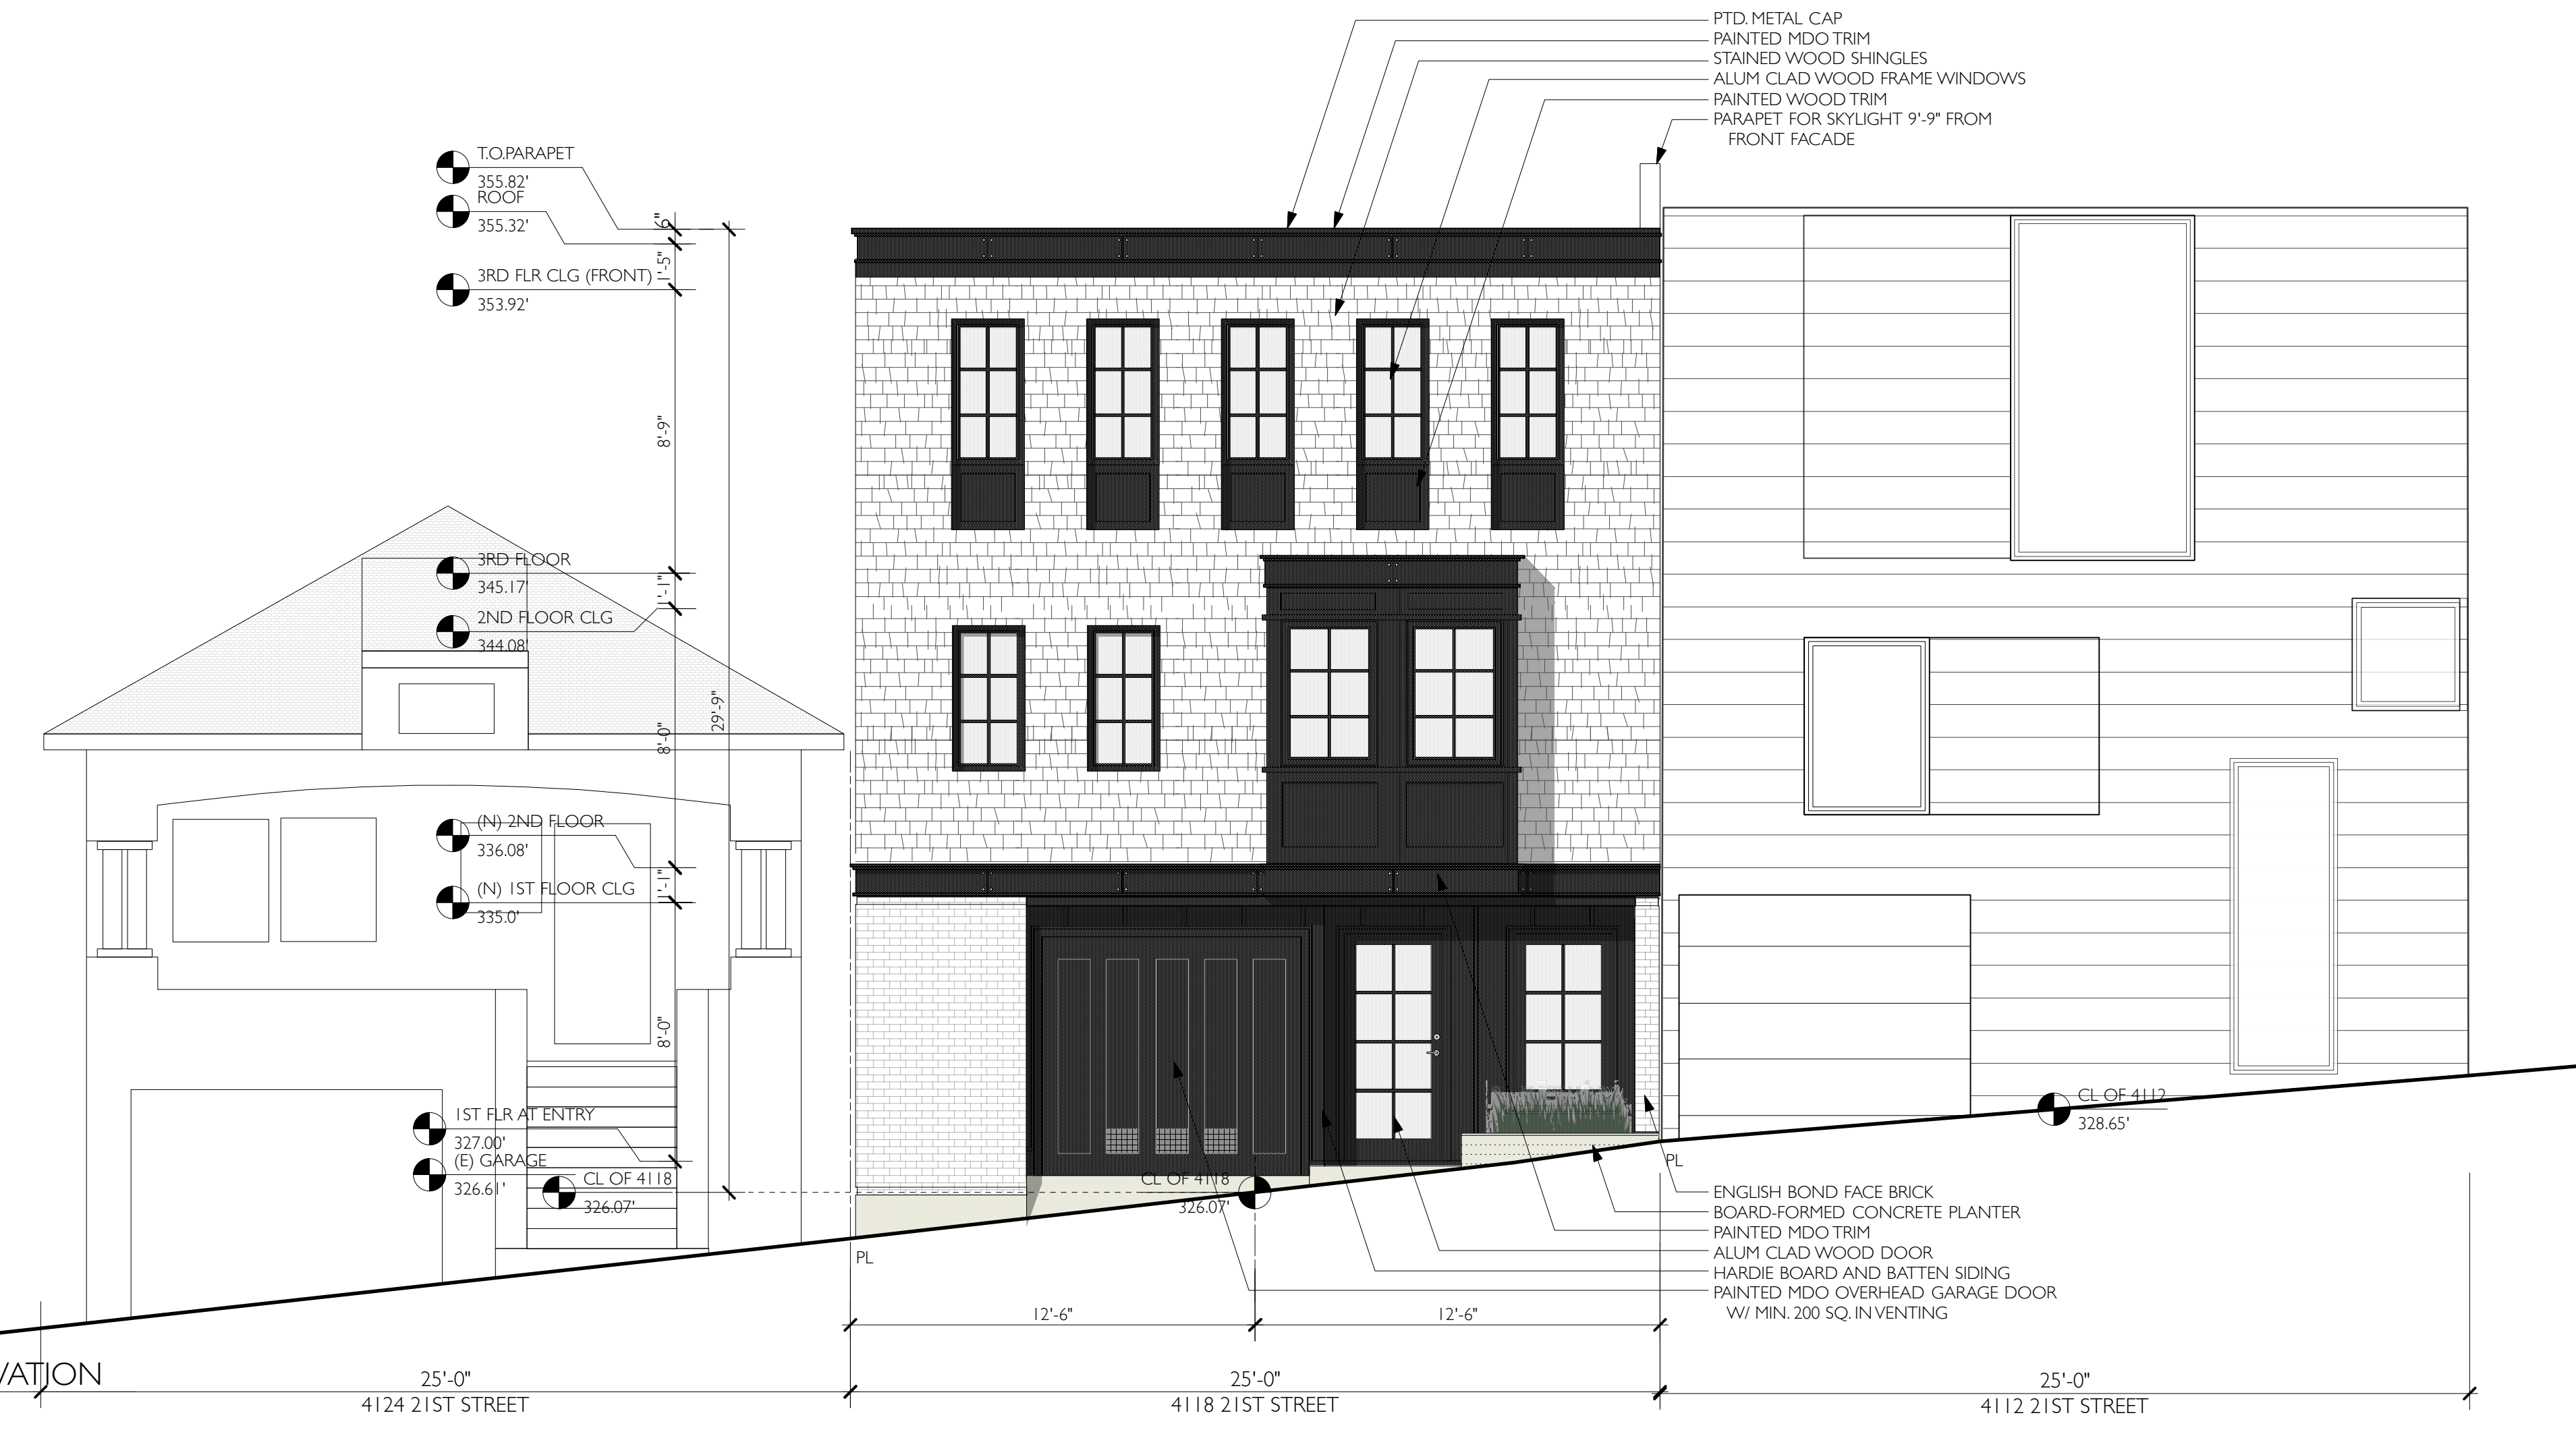 PTD. METAL CAP
PAINTED MDO TRIM
STAINED WOOD SHINGLES
ALUM CLAD WOOD FRAME WINDOWS
PAINTED WOOD TRIM
PARAPET FOR SKYLIGHT 9'-9" FROM
FRONT FACADE
T.O.PARAPET
355.82'
ROOF
355.32'
3RD FLR CLG (FRONT)
353.92'
6"
1'-5"
8'-9"
3RD FLOOR
345.17'
1'-1"
2ND FLOOR CLG
344.08'
8'-0"
29'-9"
(N) 2ND FLOOR
336.08'
1'-1"
(N) 1ST FLOOR CLG
335.0'
8'-0"
1ST FLR AT ENTRY
327.00'
(E) GARAGE
326.61'
CL OF 4118
326.07'
CL OF 4118
326.07'
CL OF 4112
328.65'
PL
PL
ENGLISH BOND FACE BRICK
BOARD-FORMED CONCRETE PLANTER
PAINTED MDO TRIM
ALUM CLAD WOOD DOOR
HARDIE BOARD AND BATTEN SIDING
PAINTED MDO OVERHEAD GARAGE DOOR
W/ MIN. 200 SQ. IN VENTING
12'-6"
12'-6"
VATION
25'-0"
4124 21ST STREET
25'-0"
4118 21ST STREET
25'-0"
4112 21ST STREET